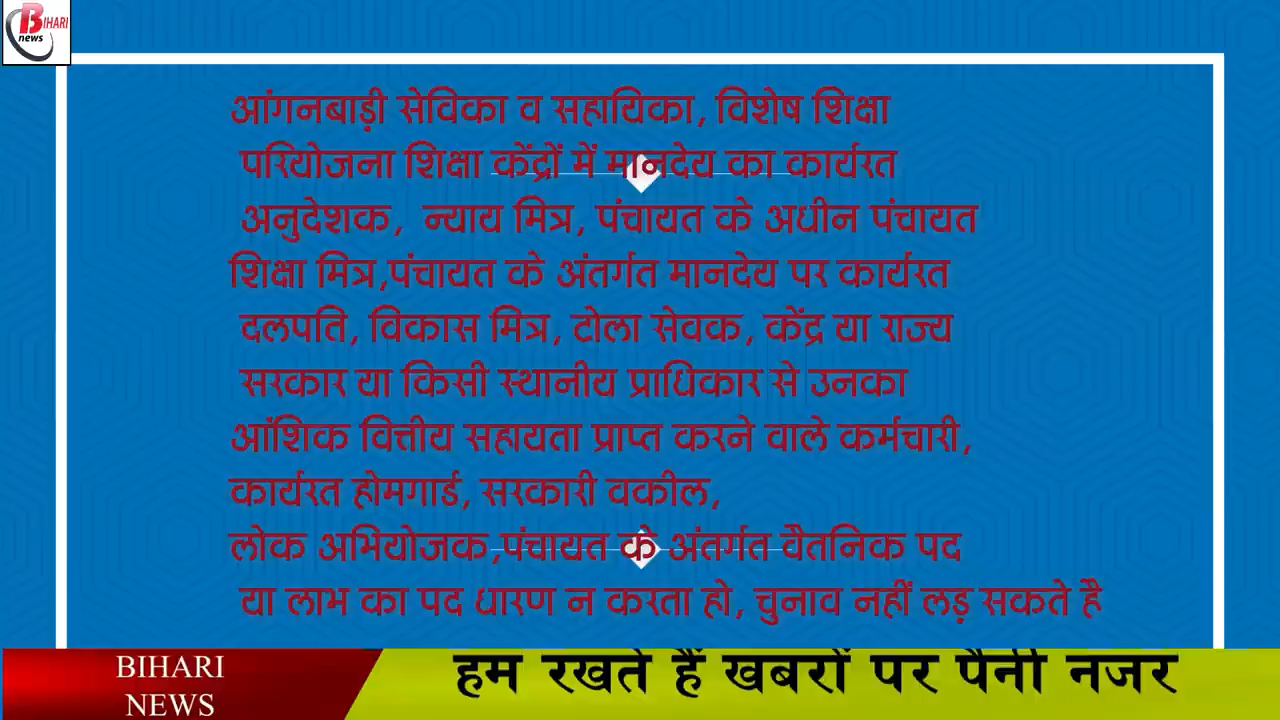 BIHARI
news
आंगनबाड़ी सेविका व सहायिका, विशेष शिक्षा
परियोजना शिक्षा केंद्रों में मानदेय का कार्यरत
अनुदेशक, न्याय मित्र, पंचायत के अधीन पंचायत
शिक्षा मित्र,पंचायत के अंतर्गत मानदेय पर कार्यरत
दलपति, विकास मित्र, टोला सेवक, केंद्र या राज्य
सरकार या किसी स्थानीय प्राधिकार से उनका
आंशिक वित्तीय सहायता प्राप्त करने वाले कर्मचारी,
कार्यरत होमगार्ड, सरकारी वकील,
लोक अभियोजक,पंचायत के अंतर्गत वैतनिक पद
या लाभ का पद धारण न करता हो, चुनाव नहीं लड़ सकते है
BIHARI
NEWS
हम रखते हैं खबरों पर पैनी नजर